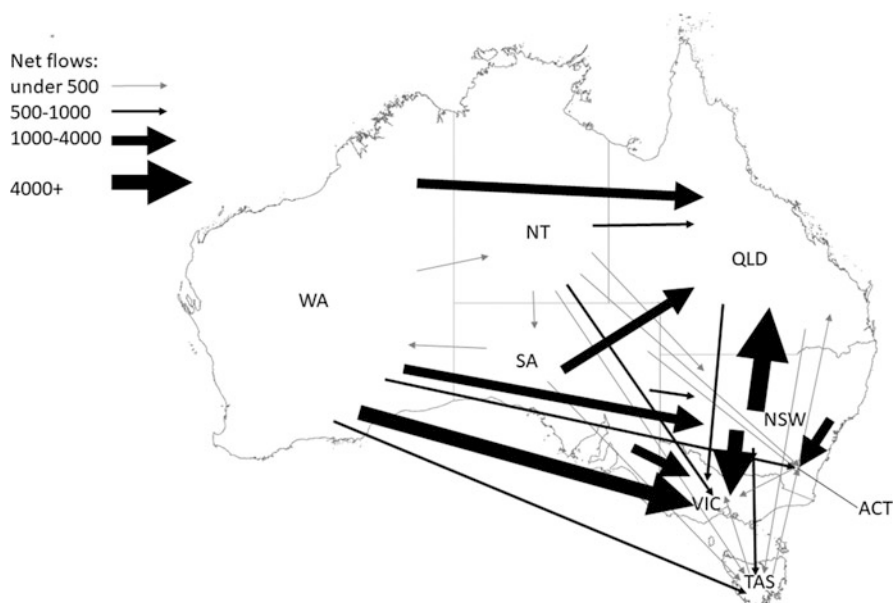 Net flows:
under 500
500-1000
1000-4000
4000+
NT
QLD
WA
SA
NSW
VIC
ACT
TAS